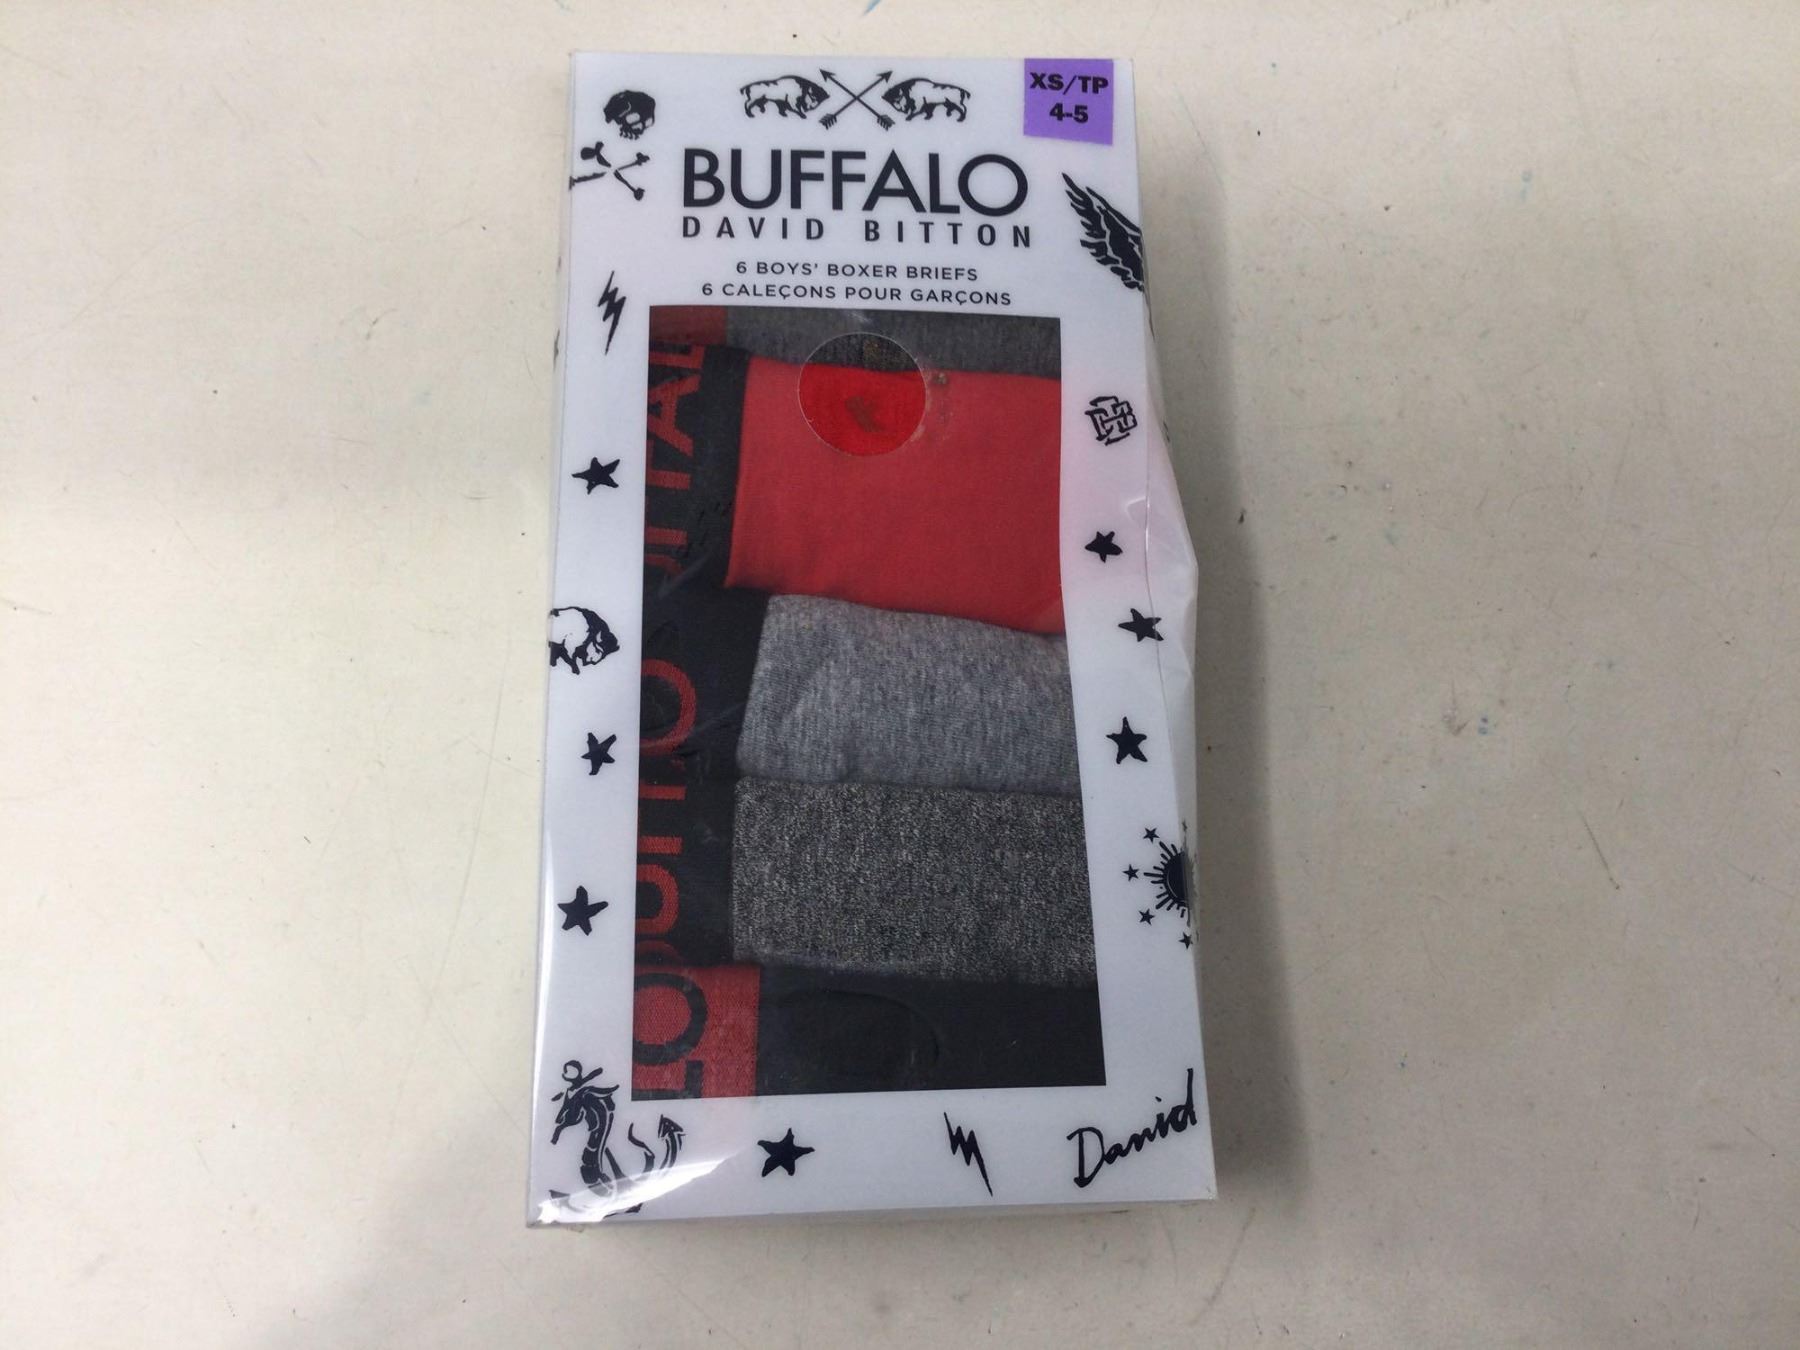 XS/TP
4-5
BUFFALO
DAVID BITTON
6 BOYS' BOXER BRIEFS
6 CALEÇONS POUR GARÇONS
David